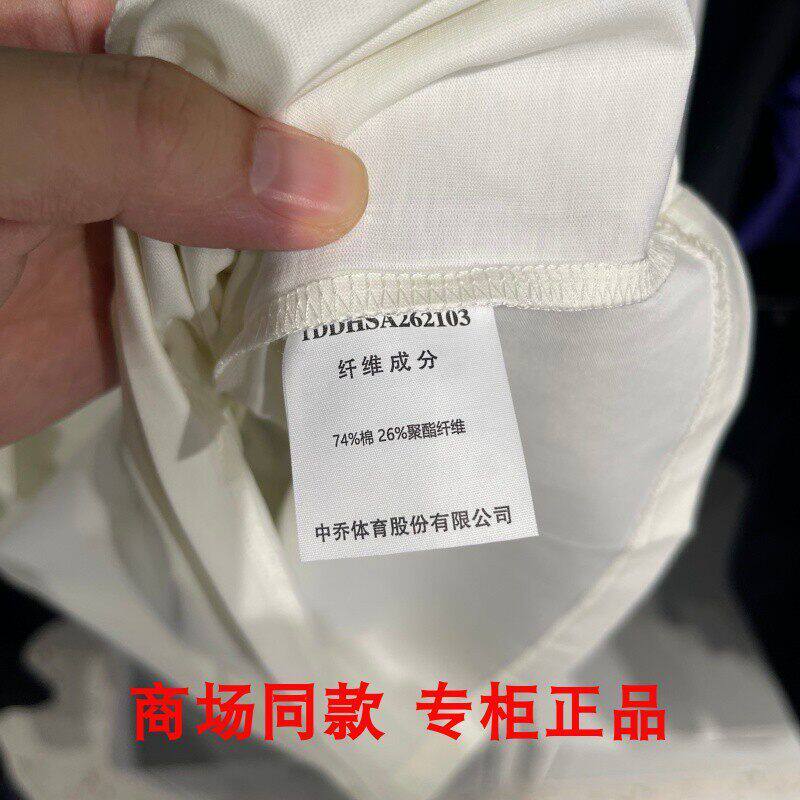 TDDHSA262103
纤维成分
74%棉 26%聚酯纤维
中乔体育股份有限公司
商场同款 专柜正品